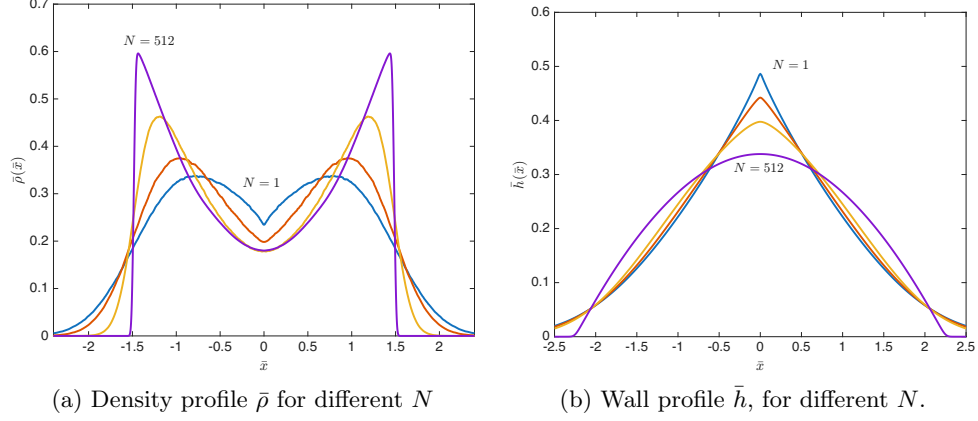 0.7
0.6
0.5
0.4
0.3
0.2
0.1
0
ρ̄(x̄)
N = 512
N = 1
-2 -1.5 -1 -0.5 0 0.5 1 1.5 2
x̄
(a) Density profile ρ̄ for different N
0.6
0.5
0.4
0.3
0.2
0.1
0
h̄(x̄)
N = 1
N = 512
-2.5 -2 -1.5 -1 -0.5 0 0.5 1 1.5 2 2.5
x̄
(b) Wall profile h̄, for different N.